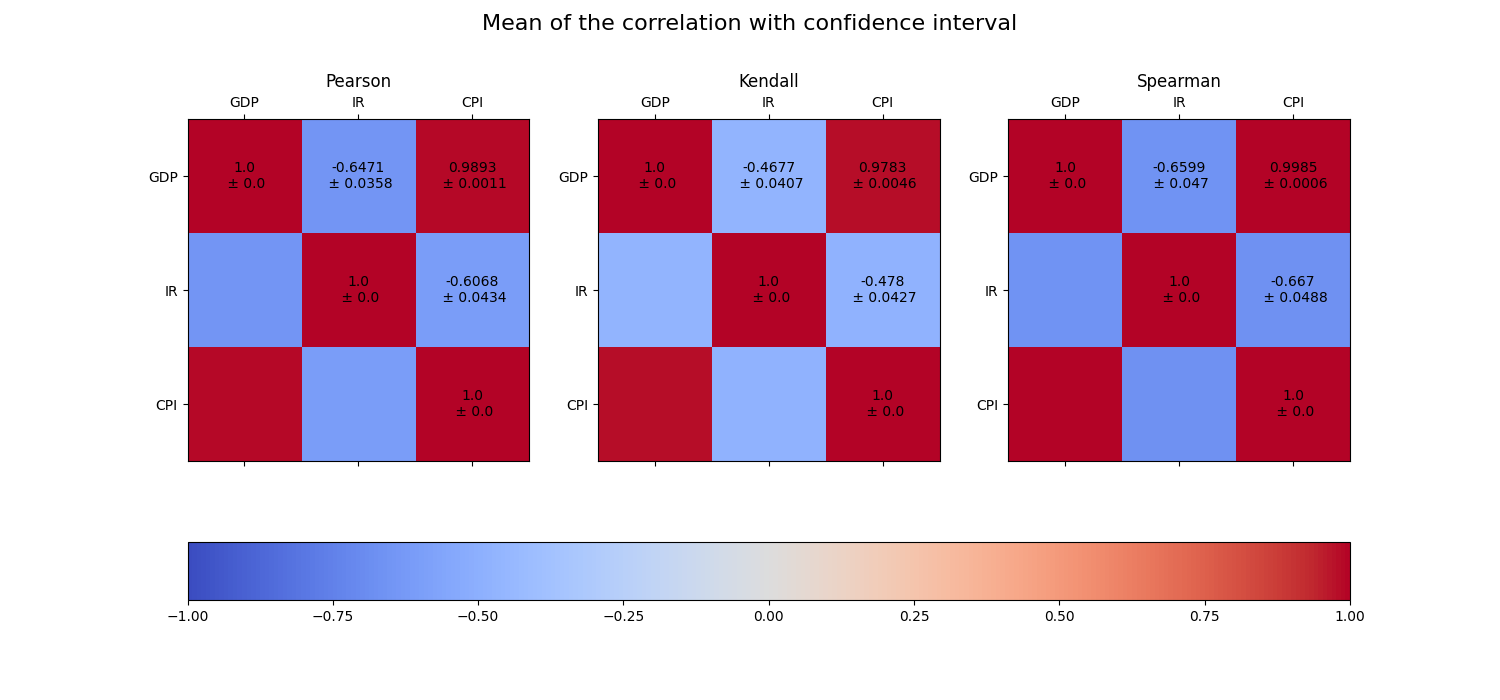 Mean of the correlation with confidence interval
Pearson
GDP IR CPI
GDP
1.0
± 0.0
-0.6471
± 0.0358
0.9893
± 0.0011
IR
1.0
± 0.0
-0.6068
± 0.0434
CPI
1.0
± 0.0
Kendall
GDP IR CPI
GDP
1.0
± 0.0
-0.4677
± 0.0407
0.9783
± 0.0046
IR
1.0
± 0.0
-0.478
± 0.0427
CPI
1.0
± 0.0
Spearman
GDP IR CPI
GDP
1.0
± 0.0
-0.6599
± 0.047
0.9985
± 0.0006
IR
1.0
± 0.0
-0.667
± 0.0488
CPI
1.0
± 0.0
−1.00 −0.75 −0.50 −0.25 0.00 0.25 0.50 0.75 1.00